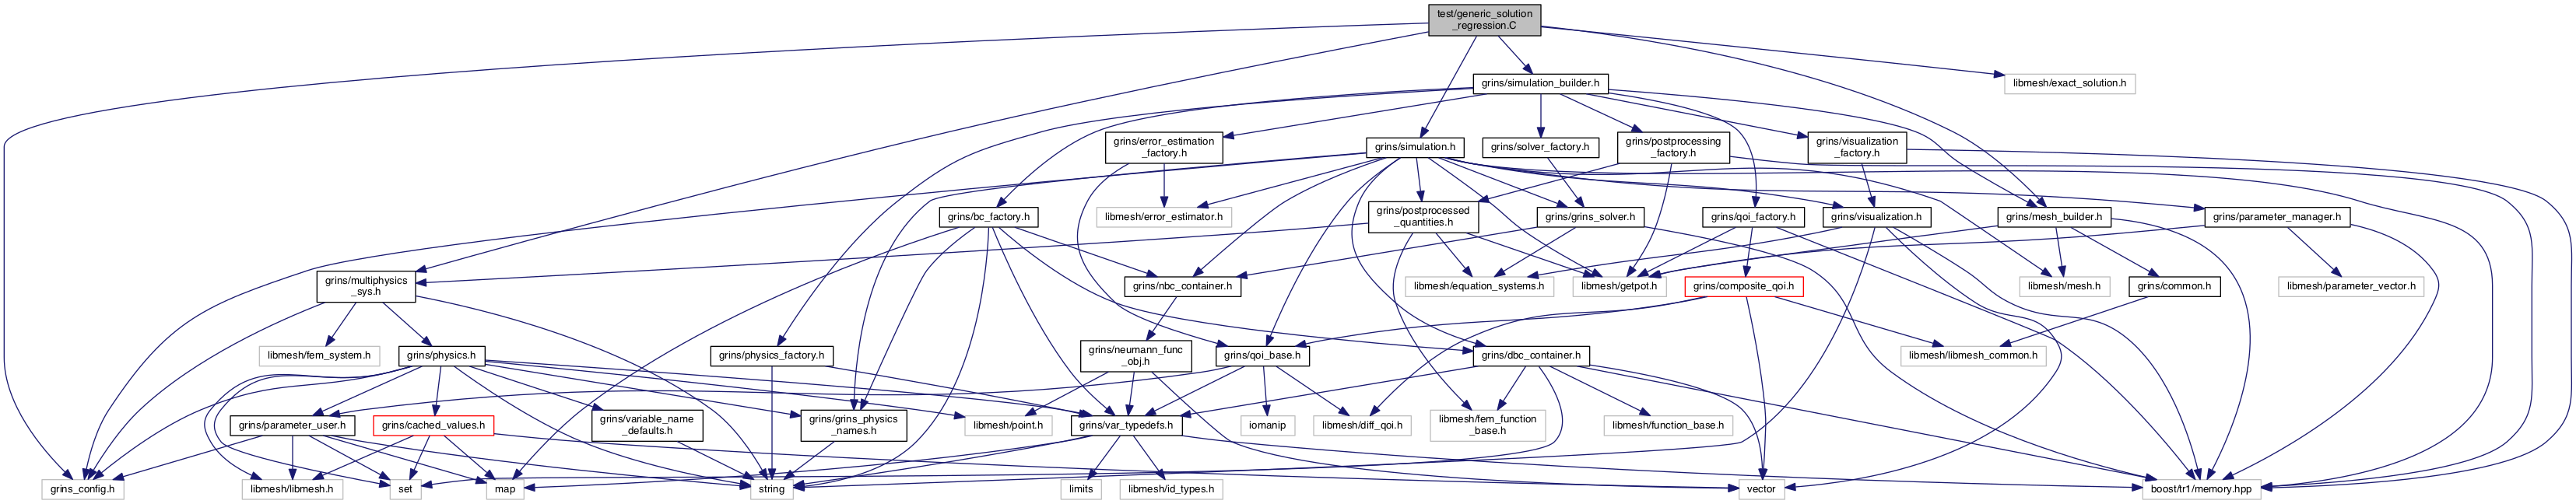 test/generic_solution
_regression.C
grins/simulation_builder.h
libmesh/exact_solution.h
grins/error_estimation
_factory.h
grins/simulation.h
grins/solver_factory.h
grins/postprocessing
_factory.h
grins/visualization
_factory.h
grins/bc_factory.h
libmesh/error_estimator.h
grins/postprocessed
_quantities.h
grins/grins_solver.h
grins/qoi_factory.h
grins/visualization.h
grins/mesh_builder.h
grins/parameter_manager.h
grins/multiphysics
_sys.h
grins/nbc_container.h
libmesh/equation_systems.h
libmesh/getpot.h
grins/composite_qoi.h
libmesh/mesh.h
grins/common.h
libmesh/parameter_vector.h
libmesh/fem_system.h
grins/physics.h
grins/physics_factory.h
grins/neumann_func
_obj.h
grins/qoi_base.h
grins/dbc_container.h
libmesh/libmesh_common.h
grins/parameter_user.h
grins/cached_values.h
grins/variable_name
_defaults.h
grins/grins_physics
_names.h
libmesh/point.h
grins/var_typedefs.h
iomanip
libmesh/diff_qoi.h
libmesh/fem_function
_base.h
libmesh/function_base.h
grins_config.h
libmesh/libmesh.h
set
map
string
limits
libmesh/id_types.h
vector
boost/tr1/memory.hpp